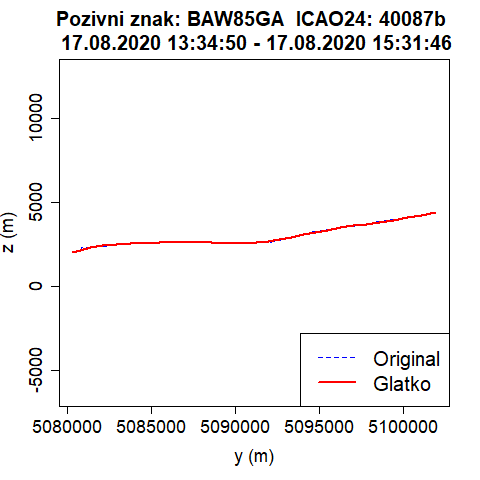 Pozivni znak: BAW85GA  ICAO24: 40087b
17.08.2020 13:34:50 - 17.08.2020 15:31:46
z (m)
10000
5000
0
-5000
Original
Glatko
5080000 5085000 5090000 5095000 5100000
y (m)